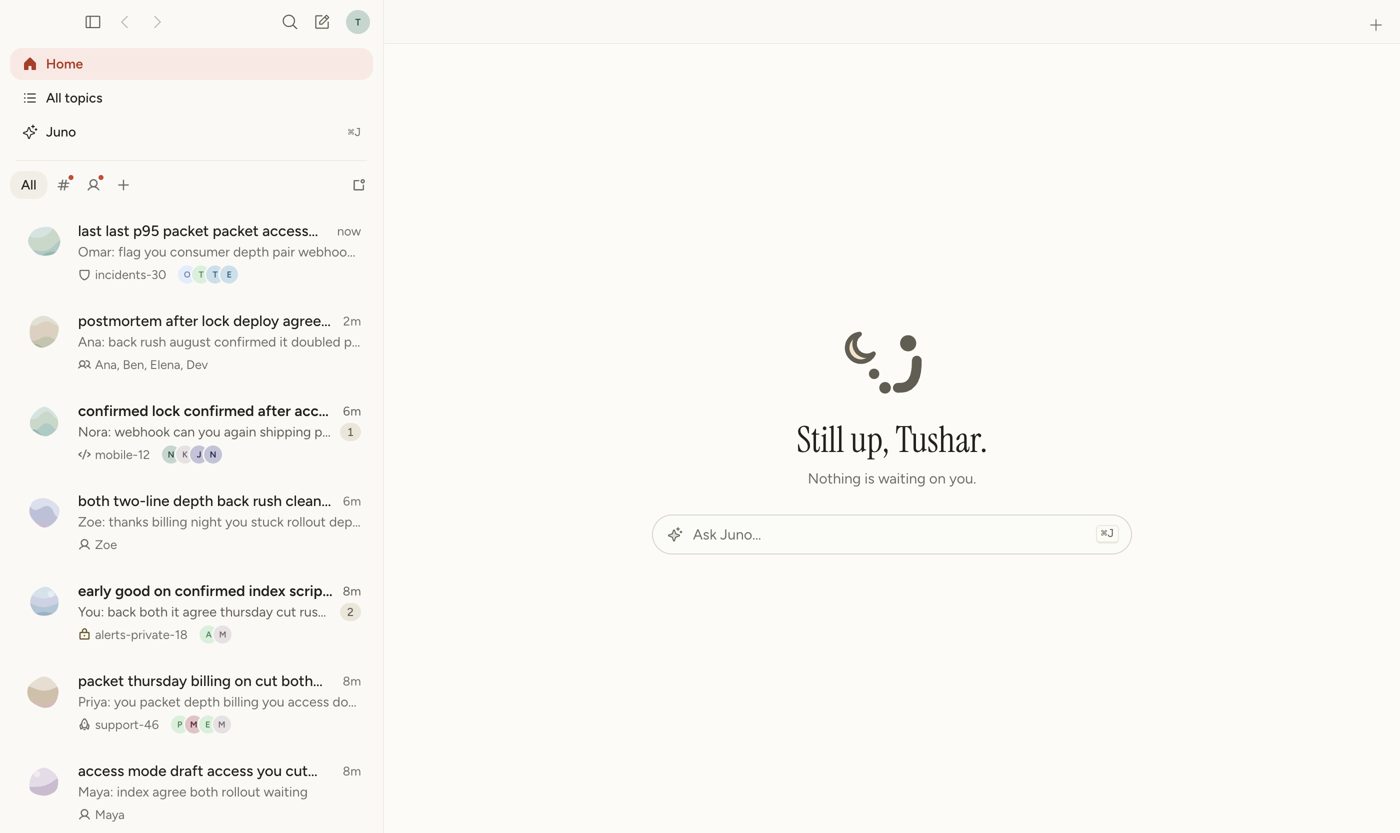 T
Home
All topics
Juno
⌘J
All
last last p95 packet packet access... now
Omar: flag you consumer depth pair webhoo...
incidents-30 O T T E
postmortem after lock deploy agree... 2m
Ana: back rush august confirmed it doubled p...
Ana, Ben, Elena, Dev
confirmed lock confirmed after acc... 6m
Nora: webhook can you again shipping p... 1
mobile-12 N K J N
both two-line depth back rush clean... 6m
Zoe: thanks billing night you stuck rollout dep...
Zoe
early good on confirmed index scrip... 8m
You: back both it agree thursday cut rus... 2
alerts-private-18 A M
packet thursday billing on cut both... 8m
Priya: you packet depth billing you access do...
support-46 P M E M
access mode draft access you cut... 8m
Maya: index agree both rollout waiting
Maya
Still up, Tushar.
Nothing is waiting on you.
Ask Juno... ⌘J